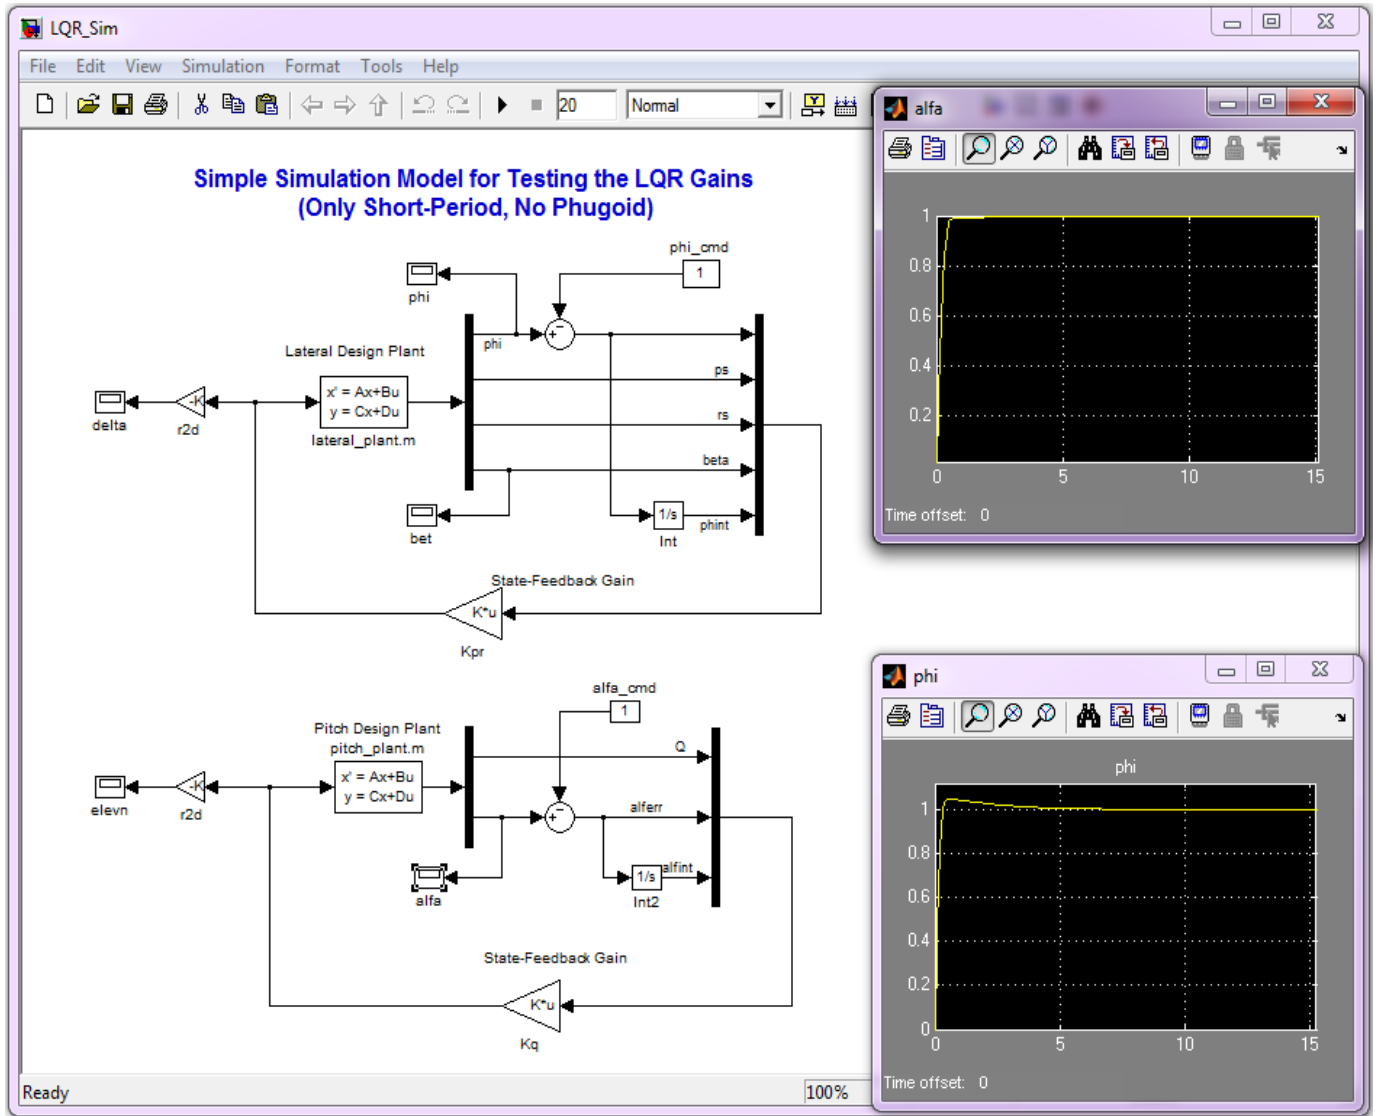 LQR_Sim
File Edit View Simulation Format Tools Help
20
Normal
Simple Simulation Model for Testing the LQR Gains
(Only Short-Period, No Phugoid)
phi_cmd
1
phi
phi
Lateral Design Plant
x' = Ax+Bu
y = Cx+Du
lateral_plant.m
-K
r2d
delta
ps
rs
beta
bet
1/s
Int
phint
State-Feedback Gain
K*u
Kpr
alfa_cmd
1
Pitch Design Plant
pitch_plant.m
x' = Ax+Bu
y = Cx+Du
Q
-K
r2d
elevn
alferr
alfa
1/s
Int2
alfint
State-Feedback Gain
K*u
Kq
Ready
100%
alfa
1
0.8
0.6
0.4
0.2
0 5 10 15
Time offset: 0
phi
phi
1
0.8
0.6
0.4
0.2
0
0 5 10 15
Time offset: 0